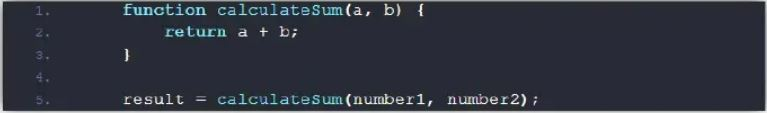 1. function calculateSum(a, b) {
2. return a + b;
3. }
4.
5. result = calculateSum(number1, number2);